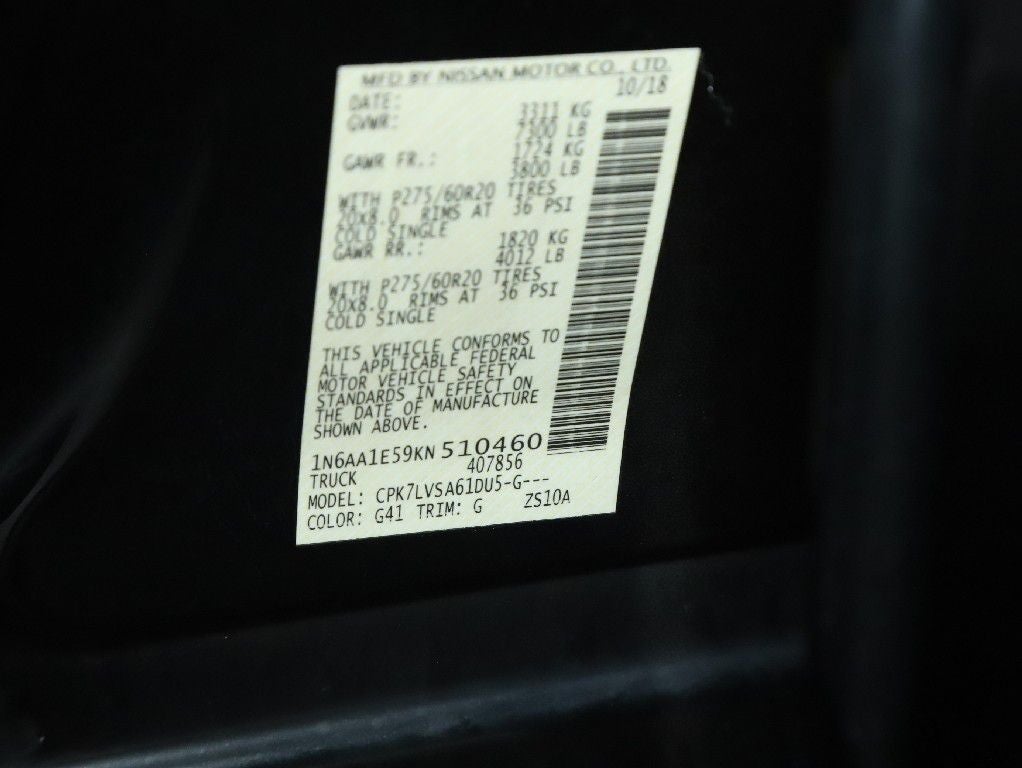 MFD BY NISSAN MOTOR CO., LTD.
DATE: 10/18
GVWR: 3311 KG
7300 LB
GAWR FR.: 1724 KG
3800 LB
WITH P275/60R20 TIRES
20x8.0 RIMS AT 36 PSI
COLD SINGLE
GAWR RR.: 1820 KG
4012 LB
WITH P275/60R20 TIRES
20x8.0 RIMS AT 36 PSI
COLD SINGLE
THIS VEHICLE CONFORMS TO
ALL APPLICABLE FEDERAL
MOTOR VEHICLE SAFETY
STANDARDS IN EFFECT ON
THE DATE OF MANUFACTURE
SHOWN ABOVE.
1N6AA1E59KN510460
TRUCK 407856
MODEL: CPK7LVSA61DU5-G---
COLOR: G41 TRIM: G ZS10A